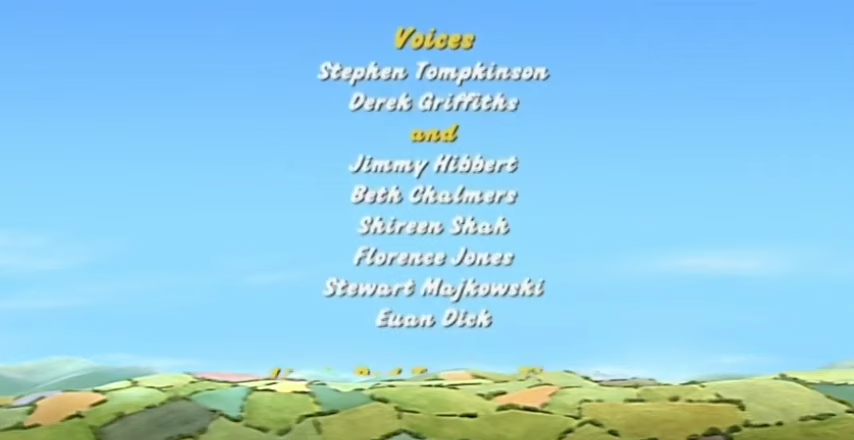 Voices
Stephen Tompkinson
Derek Griffiths
and
Jimmy Hibbert
Beth Chalmers
Shireen Shah
Florence Jones
Stewart Majkowski
Euan Dick